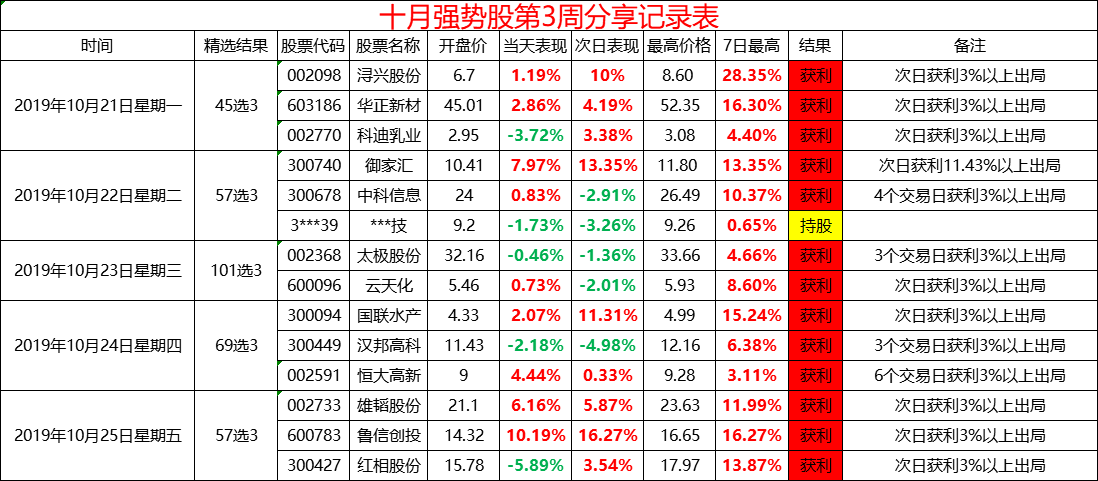 十月强势股第3周分享记录表
时间 精选结果 股票代码 股票名称 开盘价 当天表现 次日表现 最高价格 7日最高 结果 备注
2019年10月21日星期一 45选3 002098 浔兴股份 6.7 1.19% 10% 8.60 28.35% 获利 次日获利3%以上出局
603186 华正新材 45.01 2.86% 4.19% 52.35 16.30% 获利 次日获利3%以上出局
002770 科迪乳业 2.95 -3.72% 3.38% 3.08 4.40% 获利 次日获利3%以上出局
2019年10月22日星期二 57选3 300740 御家汇 10.41 7.97% 13.35% 11.80 13.35% 获利 次日获利11.43%以上出局
300678 中科信息 24 0.83% -2.91% 26.49 10.37% 获利 4个交易日获利3%以上出局
3***39 ***技 9.2 -1.73% -3.26% 9.26 0.65% 持股
2019年10月23日星期三 101选3 002368 太极股份 32.16 -0.46% -1.36% 33.66 4.66% 获利 3个交易日获利3%以上出局
600096 云天化 5.46 0.73% -2.01% 5.93 8.60% 获利 次日获利3%以上出局
2019年10月24日星期四 69选3 300094 国联水产 4.33 2.07% 11.31% 4.99 15.24% 获利 次日获利3%以上出局
300449 汉邦高科 11.43 -2.18% -4.98% 12.16 6.38% 获利 3个交易日获利3%以上出局
002591 恒大高新 9 4.44% 0.33% 9.28 3.11% 获利 6个交易日获利3%以上出局
2019年10月25日星期五 57选3 002733 雄韬股份 21.1 6.16% 5.87% 23.63 11.99% 获利 次日获利3%以上出局
600783 鲁信创投 14.32 10.19% 16.27% 16.65 16.27% 获利 次日获利3%以上出局
300427 红相股份 15.78 -5.89% 3.54% 17.97 13.87% 获利 次日获利3%以上出局